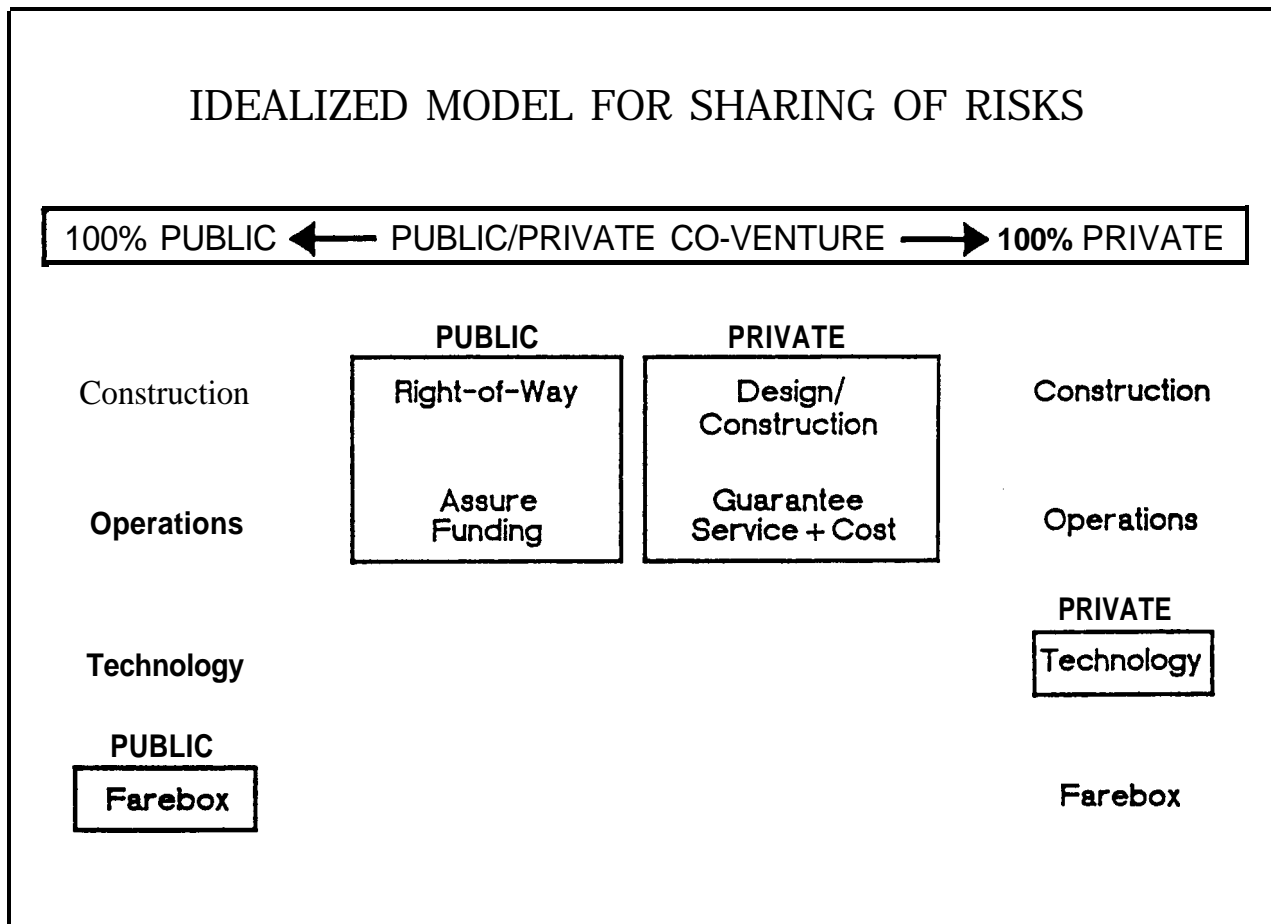 IDEALIZED MODEL FOR SHARING OF RISKS
100% PUBLIC PUBLIC/PRIVATE CO-VENTURE 100% PRIVATE
PUBLIC PRIVATE
Construction Right-of-Way Design/ Construction
Construction
Operations Assure Guarantee Operations
Funding Service + Cost
PRIVATE
Technology Technology
PUBLIC
Farebox Farebox